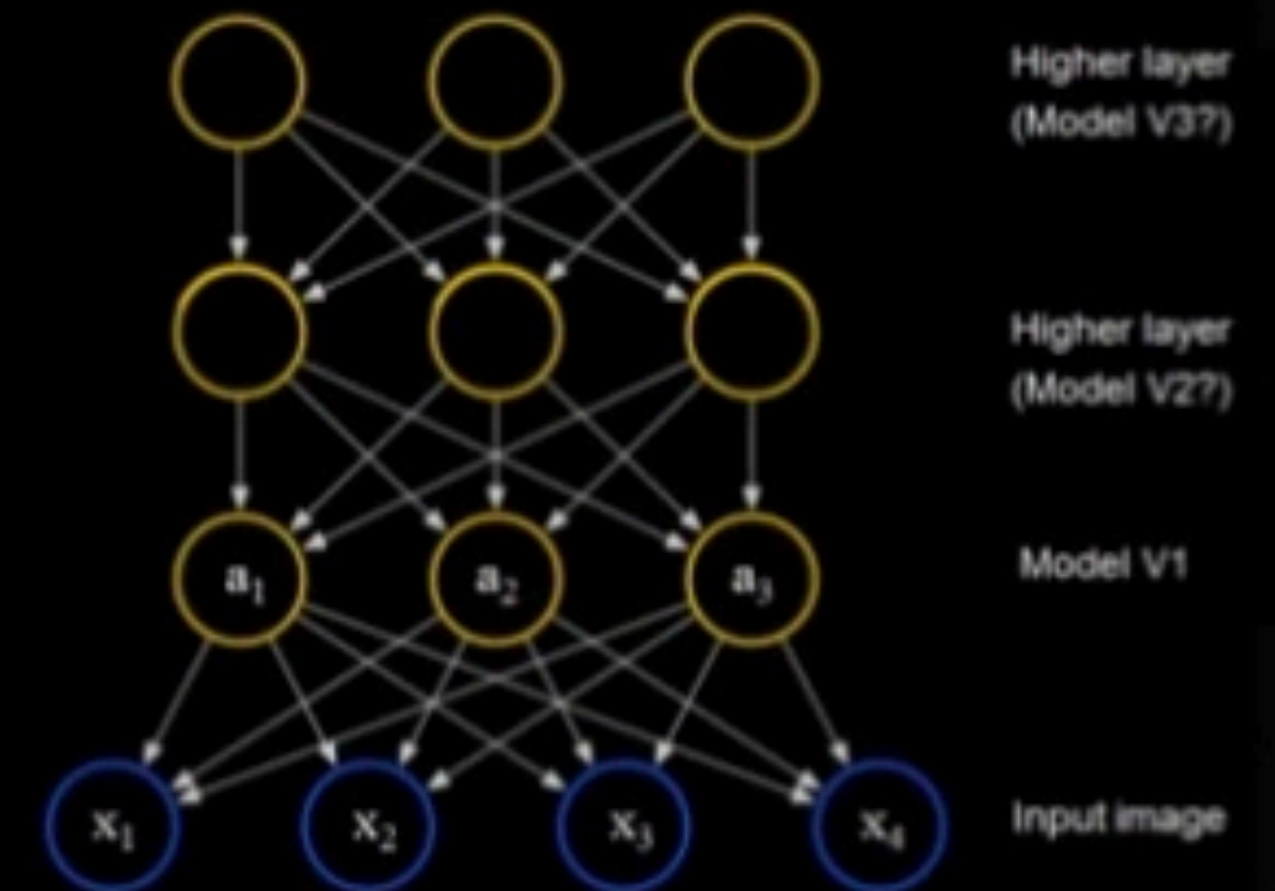 Higher layer
(Model V3?)
Higher layer
(Model V2?)
a₁ a₂ a₃
Model V1
x₁ x₂ x₃ x₄
Input image